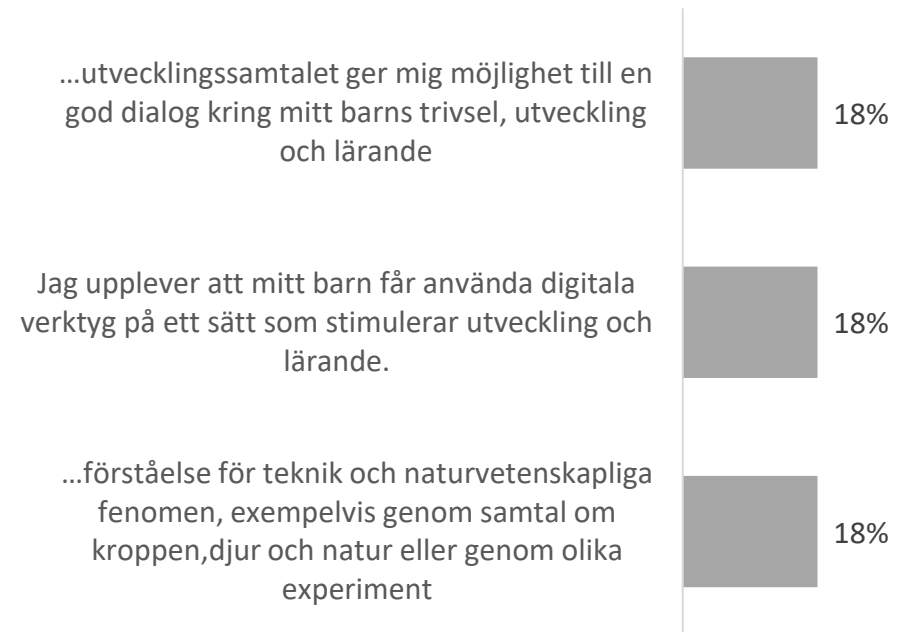 ...utvecklingssamtalet ger mig möjlighet till en
god dialog kring mitt barns trivsel, utveckling
och lärande
18%
Jag upplever att mitt barn får använda digitala
verktyg på ett sätt som stimulerar utveckling och
lärande.
18%
...förståelse för teknik och naturvetenskapliga
fenomen, exempelvis genom samtal om
kroppen,djur och natur eller genom olika
experiment
18%